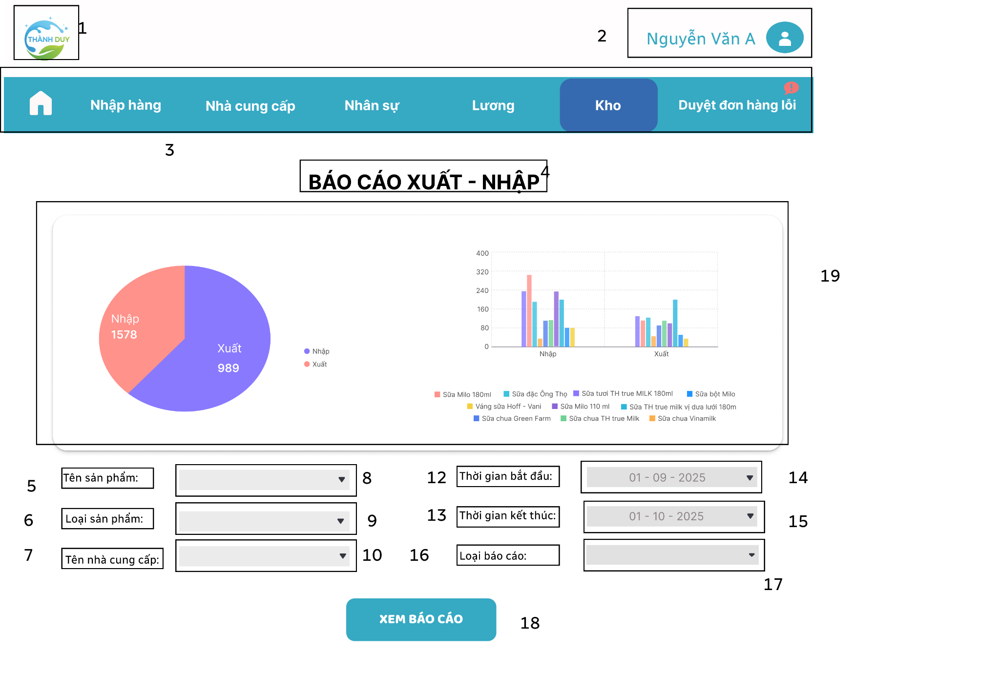 THÀNH DUY
1
2
Nguyễn Văn A
Nhập hàng
Nhà cung cấp
Nhân sự
Lương
Kho
Duyệt đơn hàng lỗi
3
BÁO CÁO XUẤT - NHẬP
4
Nhập
1578
Xuất
989
Nhập
Xuất
400
320
240
160
80
0
Nhập
Xuất
19
Sữa Milo 180ml
Sữa đặc Ông Thọ
Sữa tươi TH true MILK 180ml
Sữa bột Milo
Váng sữa Hoff - Vani
Sữa Milo 110 ml
Sữa TH true milk vị dưa lưới 180m
Sữa chua Green Farm
Sữa chua TH true Milk
Sữa chua Vinamilk
5
Tên sản phẩm:
8
12
Thời gian bắt đầu:
01 - 09 - 2025
14
6
Loại sản phẩm:
9
13
Thời gian kết thúc:
01 - 10 - 2025
15
7
Tên nhà cung cấp:
10
16
Loại báo cáo:
17
XEM BÁO CÁO
18